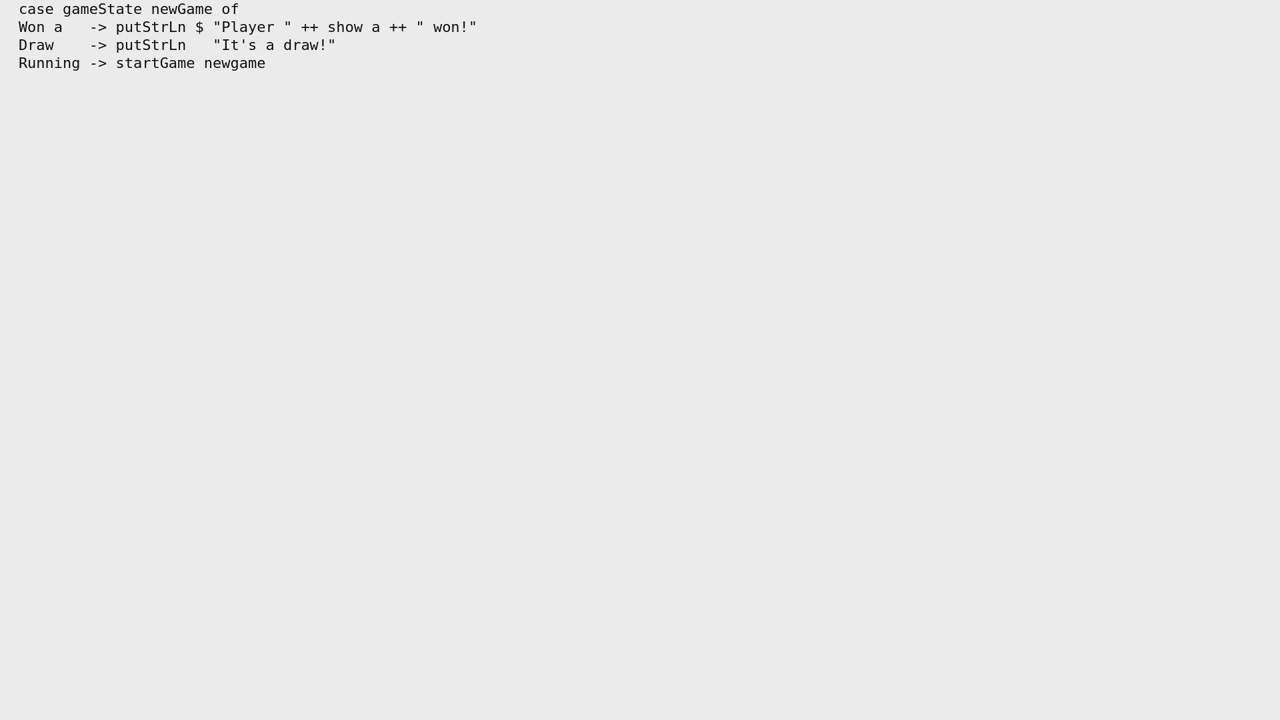 case gameState newGame of
Won a   -> putStrLn $ "Player " ++ show a ++ " won!"
Draw    -> putStrLn   "It's a draw!"
Running -> startGame newgame